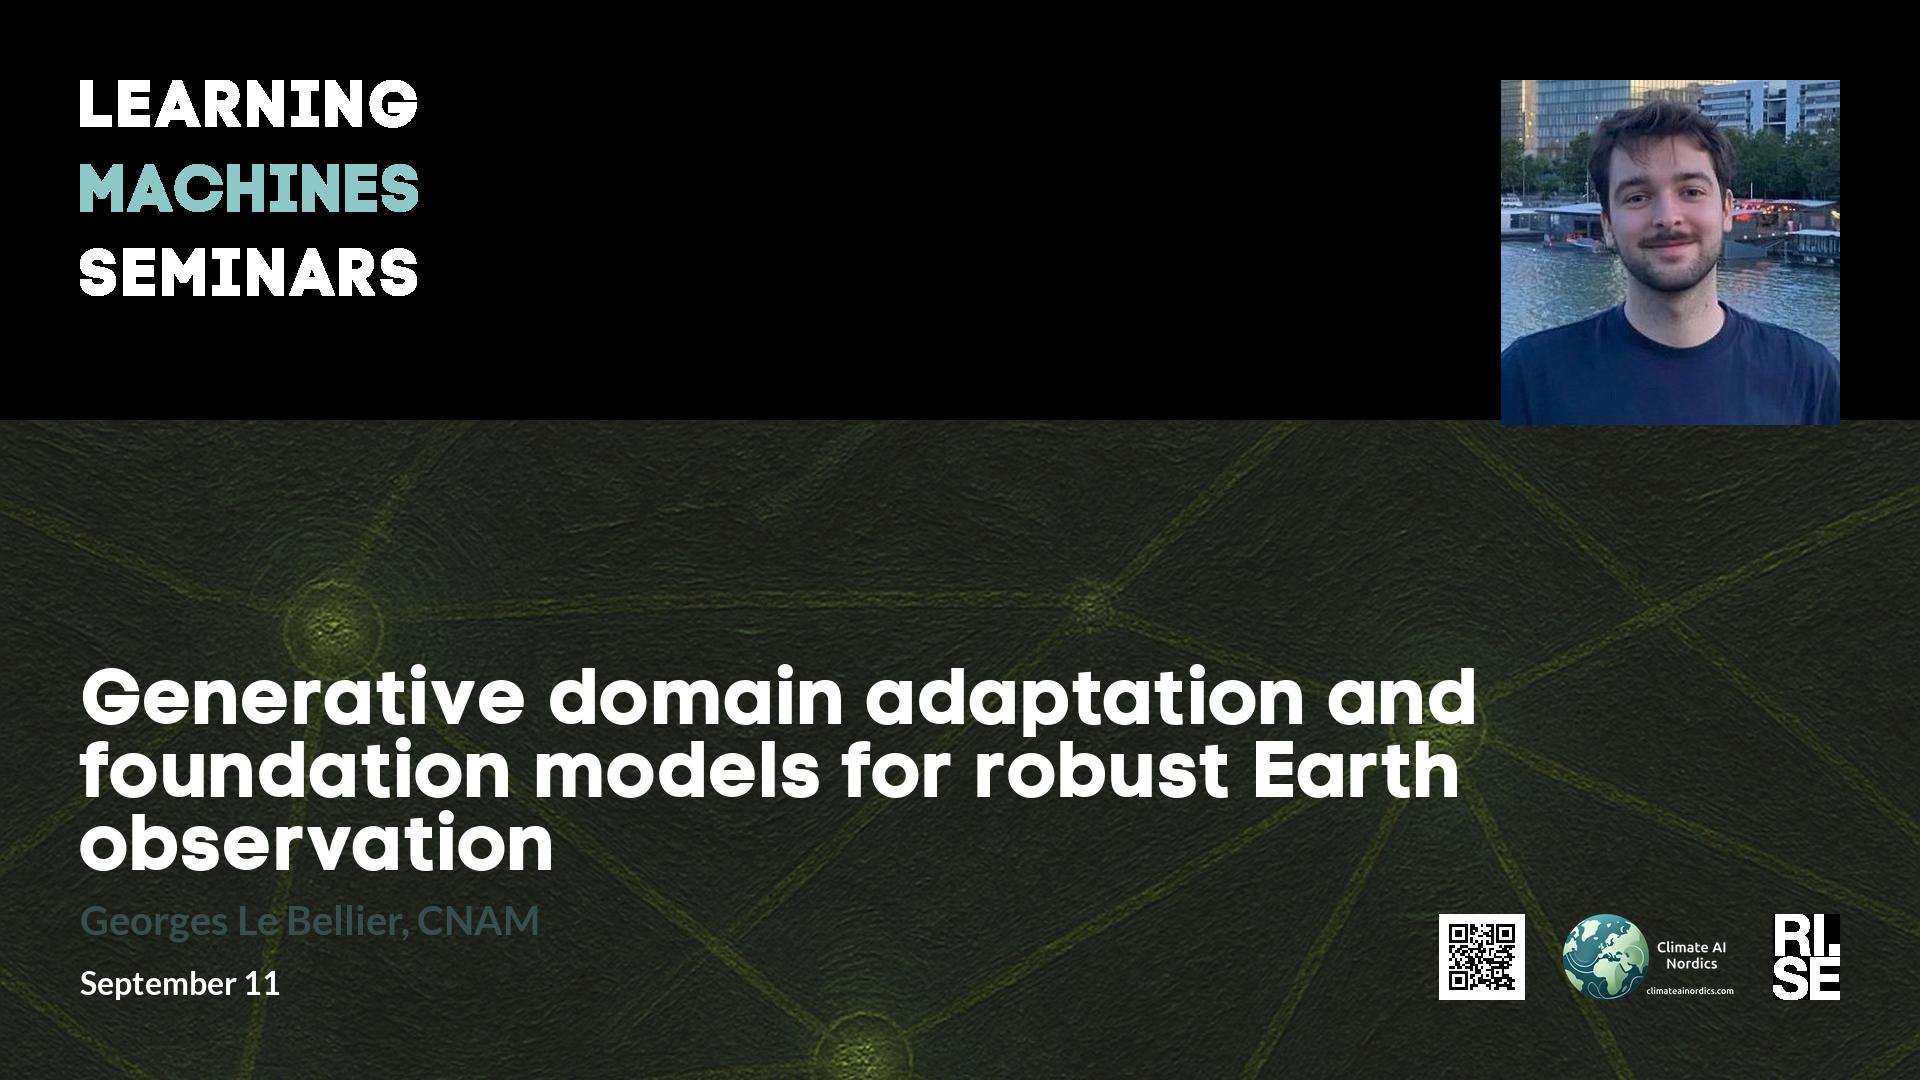 LEARNING
MACHINES
SEMINARS
Generative domain adaptation and
foundation models for robust Earth
observation
Georges Le Bellier, CNAM
September 11
Climate AI
Nordics
climateainordics.com
RI.
SE